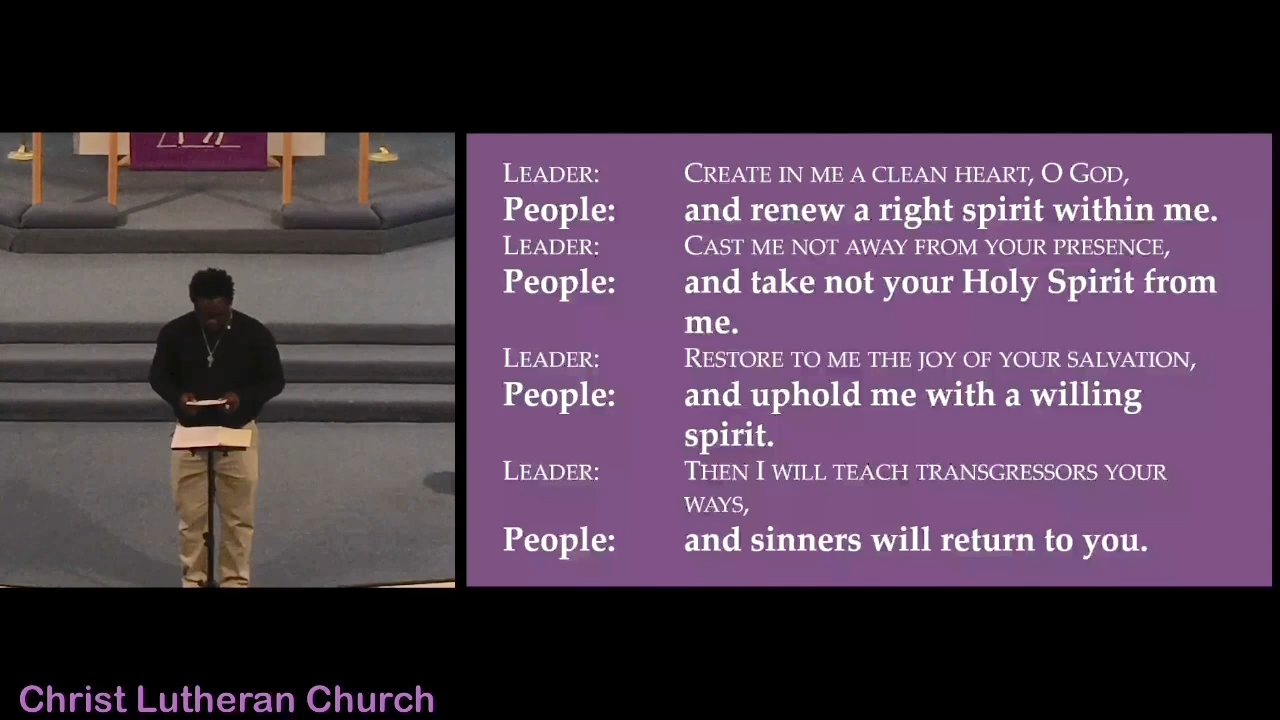 LEADER: CREATE IN ME A CLEAN HEART, O GOD,
People: and renew a right spirit within me.
LEADER: CAST ME NOT AWAY FROM YOUR PRESENCE,
People: and take not your Holy Spirit from
me.
LEADER: RESTORE TO ME THE JOY OF YOUR SALVATION,
People: and uphold me with a willing
spirit.
LEADER: THEN I WILL TEACH TRANSGRESSORS YOUR
WAYS,
People: and sinners will return to you.
Christ Lutheran Church